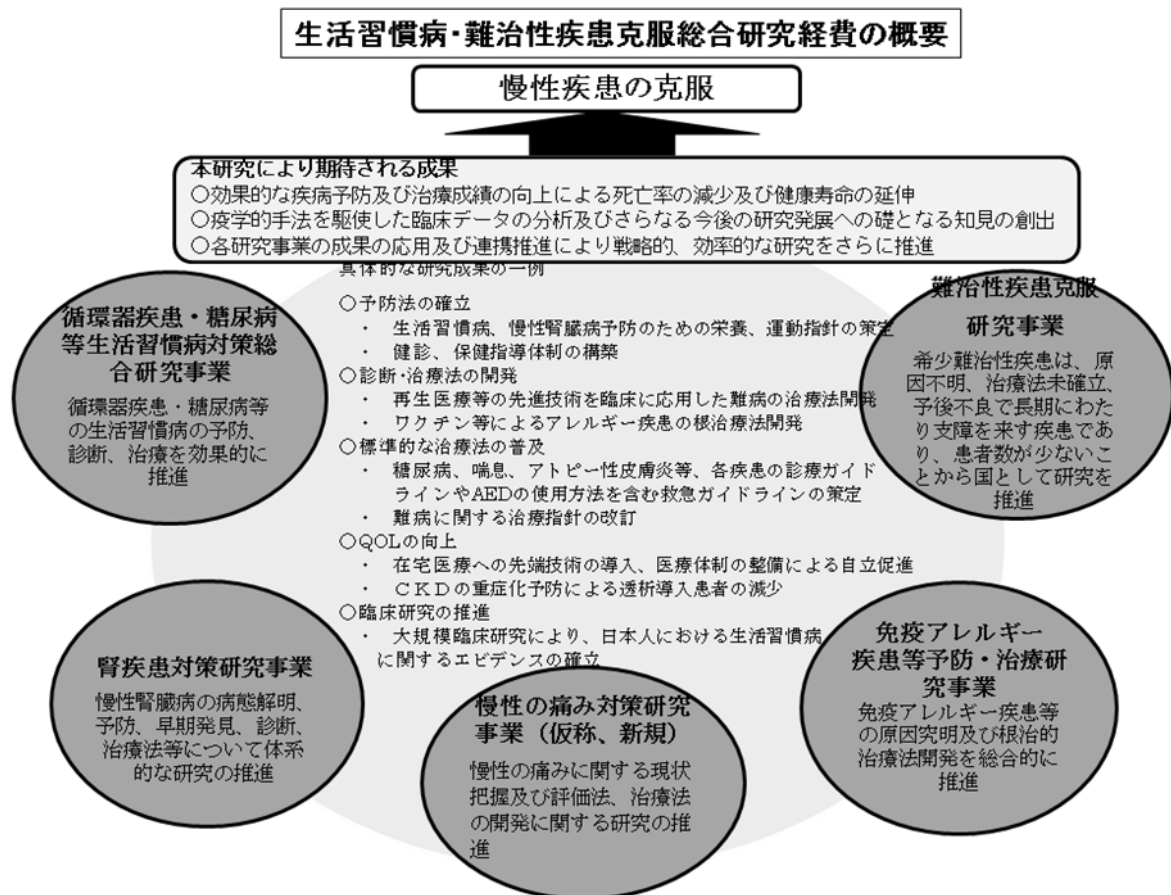 生活習慣病・難治性疾患克服総合研究経費の概要
慢性疾患の克服
本研究により期待される成果
○効果的な疾病予防及び治療成績の向上による死亡率の減少及び健康寿命の延伸
○疫学的手法を駆使した臨床データの分析及びさらなる今後の研究発展への礎となる知見の創出
○各研究事業の成果の応用及び連携推進により戦略的、効率的な研究をさらに推進
具体的な研究成果の一例
○予防法の確立
・ 生活習慣病、慢性腎臓病予防のための栄養、運動指針の策定
・ 健診、保健指導体制の構築
○診断・治療法の開発
・ 再生医療等の先進技術を臨床に応用した難病の治療法開発
・ ワクチン等によるアレルギー疾患の根治療法開発
○標準的な治療法の普及
・ 糖尿病、喘息、アトピー性皮膚炎等、各疾患の診療ガイド
ラインやAEDの使用方法を含む救急ガイドラインの策定
・ 難病に関する治療指針の改訂
○QOLの向上
・ 在宅医療への先端技術の導入、医療体制の整備による自立促進
・ ＣＫＤの重症化予防による透析導入患者の減少
○臨床研究の推進
・ 大規模臨床研究により、日本人における生活習慣病
に関するエビデンスの確立
循環器疾患・糖尿病
等生活習慣病対策総
合研究事業
循環器疾患・糖尿病等
の生活習慣病の予防、
診断、治療を効果的に
推進
難治性疾患克服
研究事業
希少難治性疾患は、原
因不明、治療法未確立、
予後不良で長期にわた
り支障を来す疾患であ
り、患者数が少ないこ
とから国として研究を
推進
腎疾患対策研究事業
慢性腎臓病の病態解明、
予防、早期発見、診断、
治療法等について体系
的な研究の推進
慢性の痛み対策研究
事業（仮称、新規）
慢性の痛みに関する現状
把握及び評価法、治療法
の開発に関する研究の推
進
免疫アレルギー
疾患等予防・治療研
究事業
免疫アレルギー疾患等
の原因究明及び根治的
治療法開発を総合的に
推進